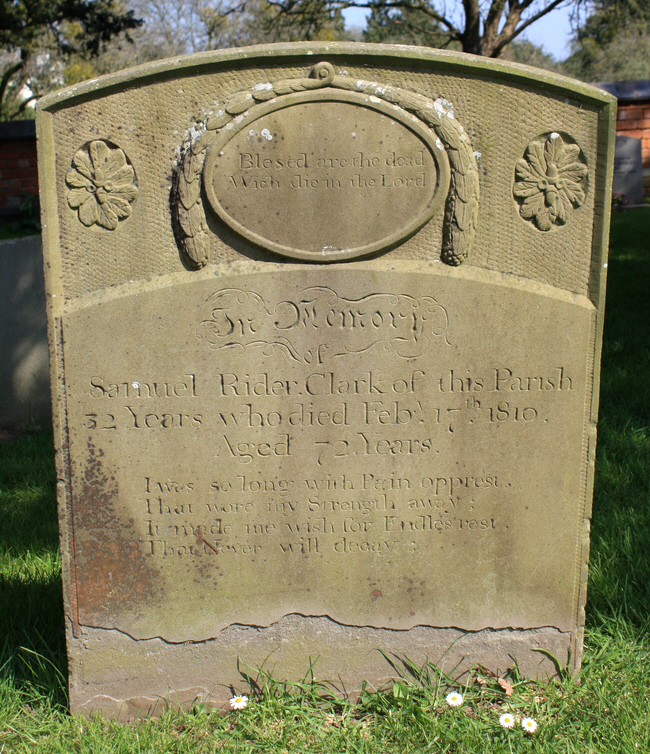 Blesed are the dead
Wich die in the Lord
In Memory
of
Samuel Rider. Clark of this Parish
32 Years who died Feby. 17th. 1810.
Aged 72 Years.
I was so long with Pain opprest.
That wore my Strength away;
It made me wish for Endles rest.
That Never will decay;